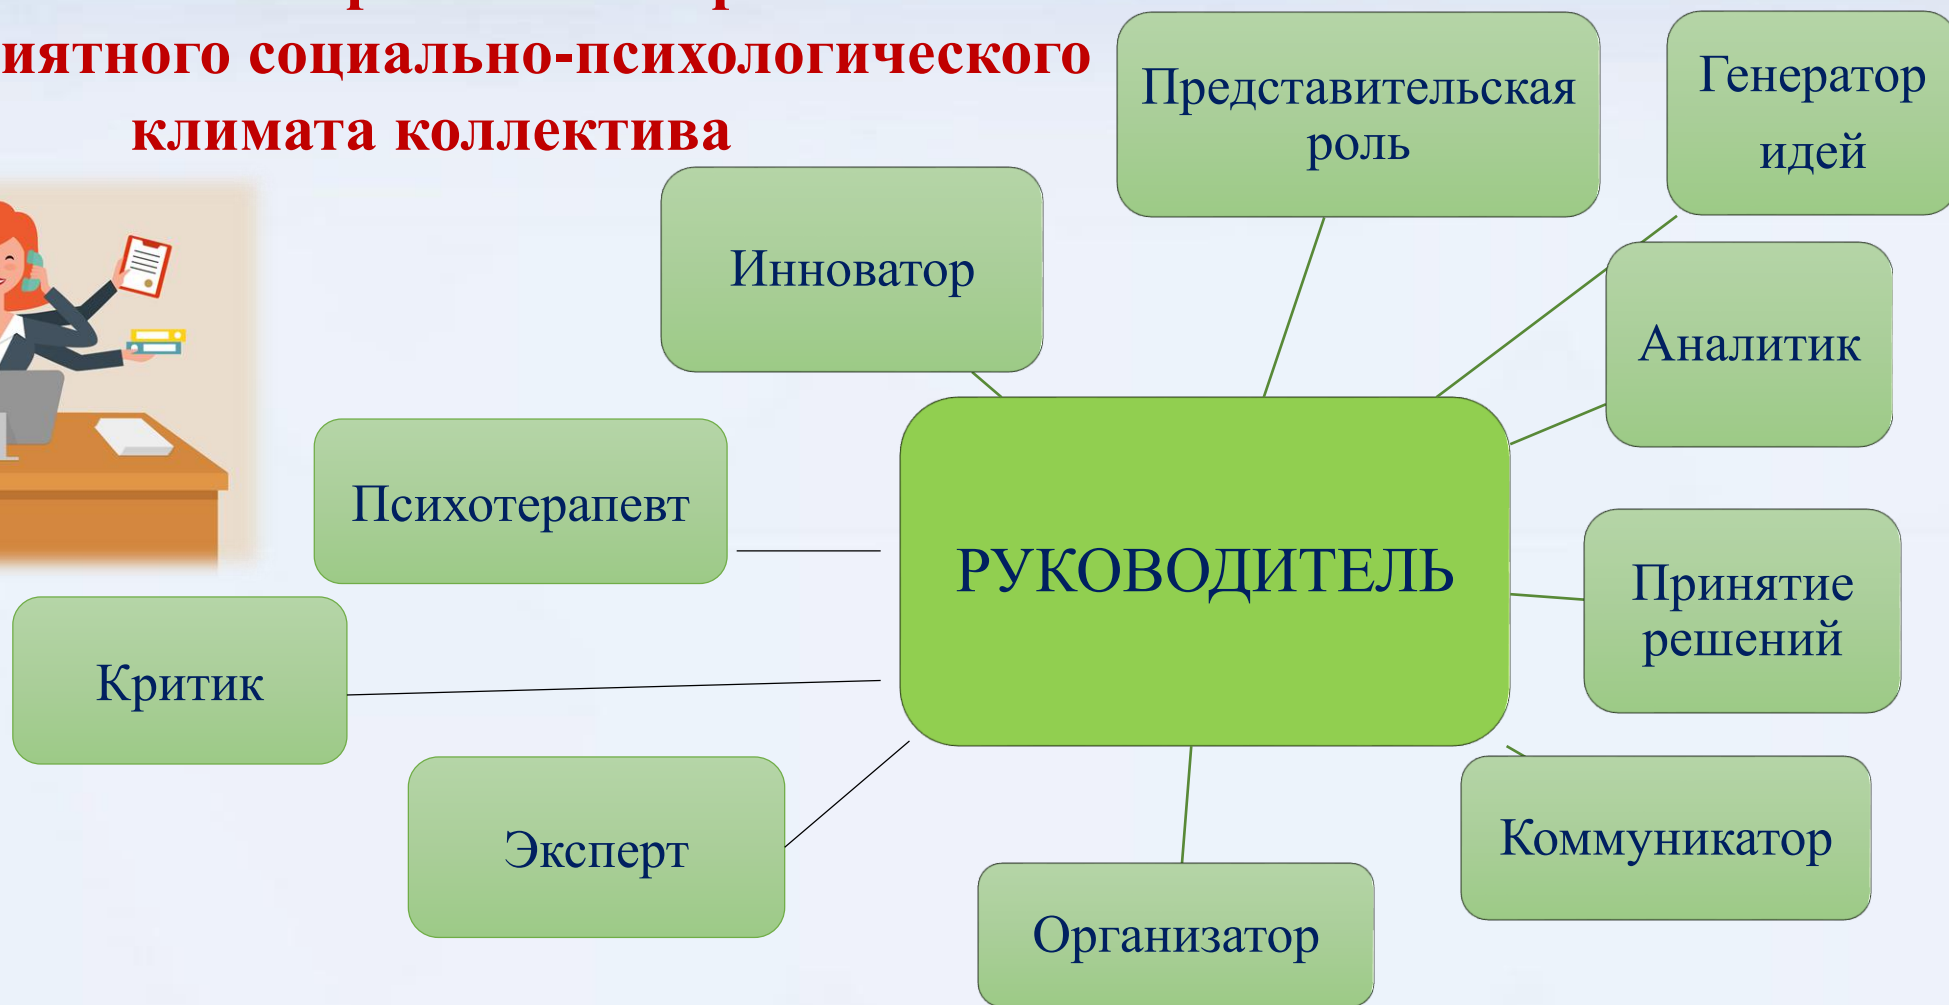 иятного социально-психологического
климата коллектива
Представительская
роль
Генератор
идей
Инноватор
Аналитик
Психотерапевт
РУКОВОДИТЕЛЬ
Принятие
решений
Критик
Эксперт
Коммуникатор
Организатор